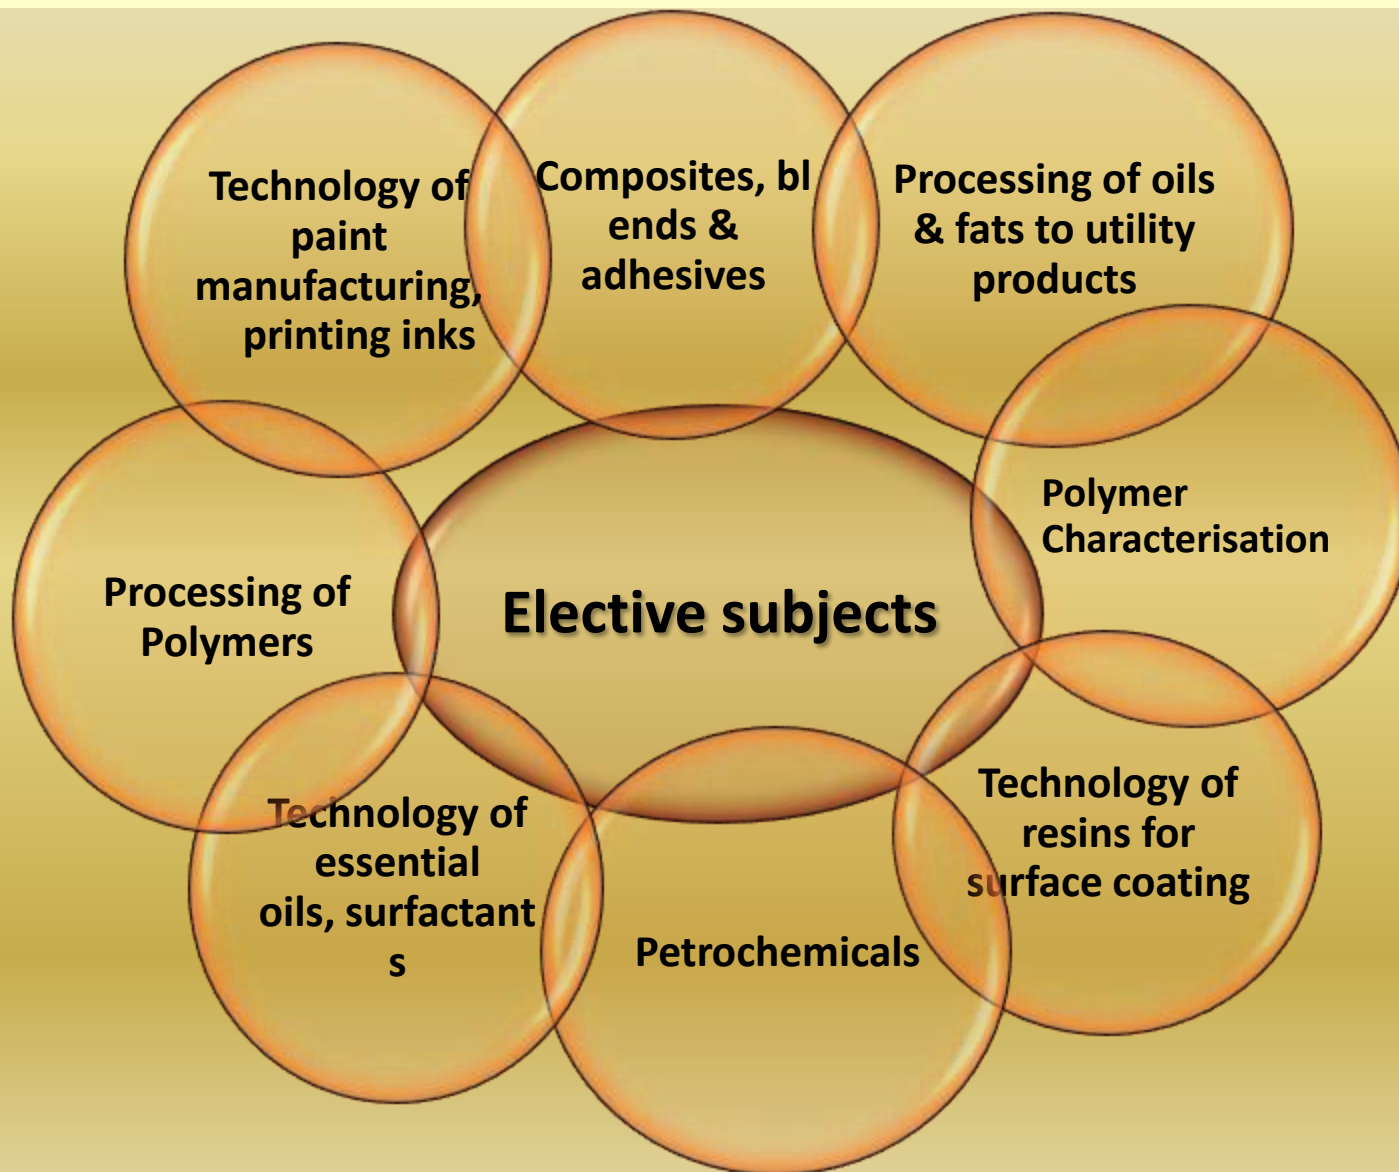 Technology of
paint
manufacturing,
printing inks
Composites, bl
ends &
adhesives
Processing of oils
& fats to utility
products
Polymer
Characterisation
Processing of
Polymers
Elective subjects
Technology of
resins for
surface coating
Technology of
essential
oils, surfactant
s
Petrochemicals